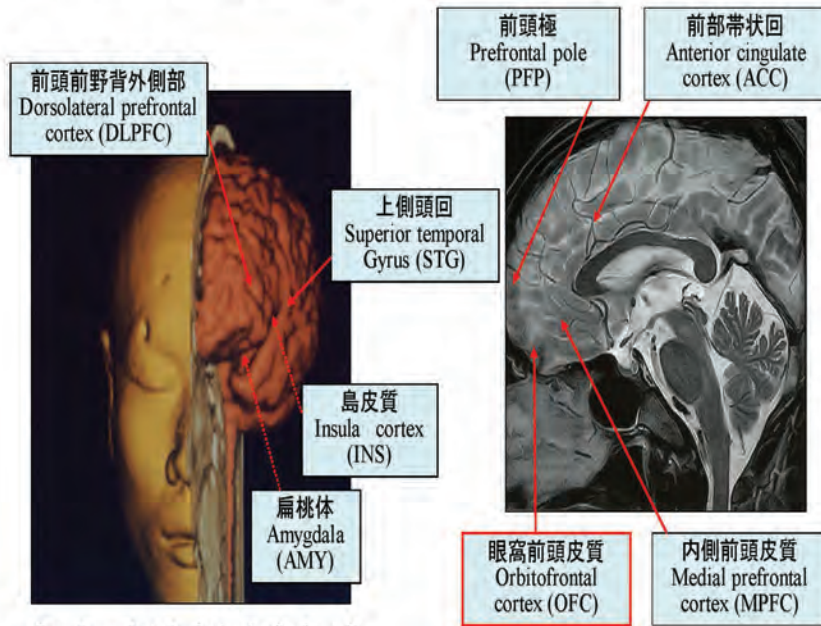 前頭極
Prefrontal pole
(PFP)
前部帯状回
Anterior cingulate
cortex (ACC)
前頭前野背外側部
Dorsolateral prefrontal
cortex (DLPFC)
上側頭回
Superior temporal
Gyrus (STG)
島皮質
Insula cortex
(INS)
扁桃体
Amygdala
(AMY)
眼窩前頭皮質
Orbitofrontal
cortex (OFC)
内側前頭皮質
Medial prefrontal
cortex (MPFC)